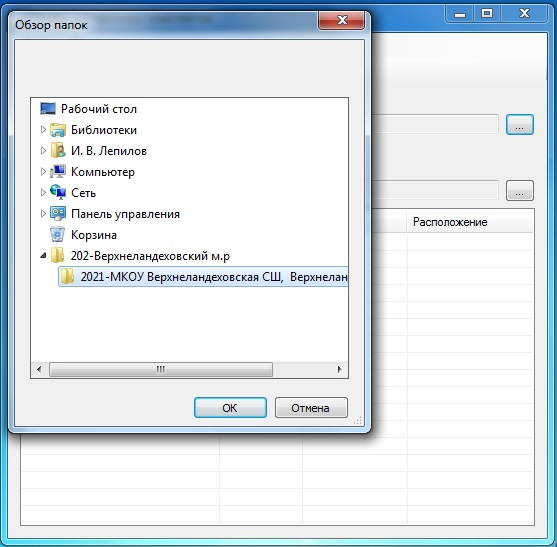 Обзор папок
Рабочий стол
Библиотеки
И. В. Лепилов
Компьютер
Сеть
Панель управления
Корзина
202-Верхнеландеховский м.р
2021-МКОУ Верхнеландеховская СШ, Верхнелан
ОК
Отмена
...
...
Расположение